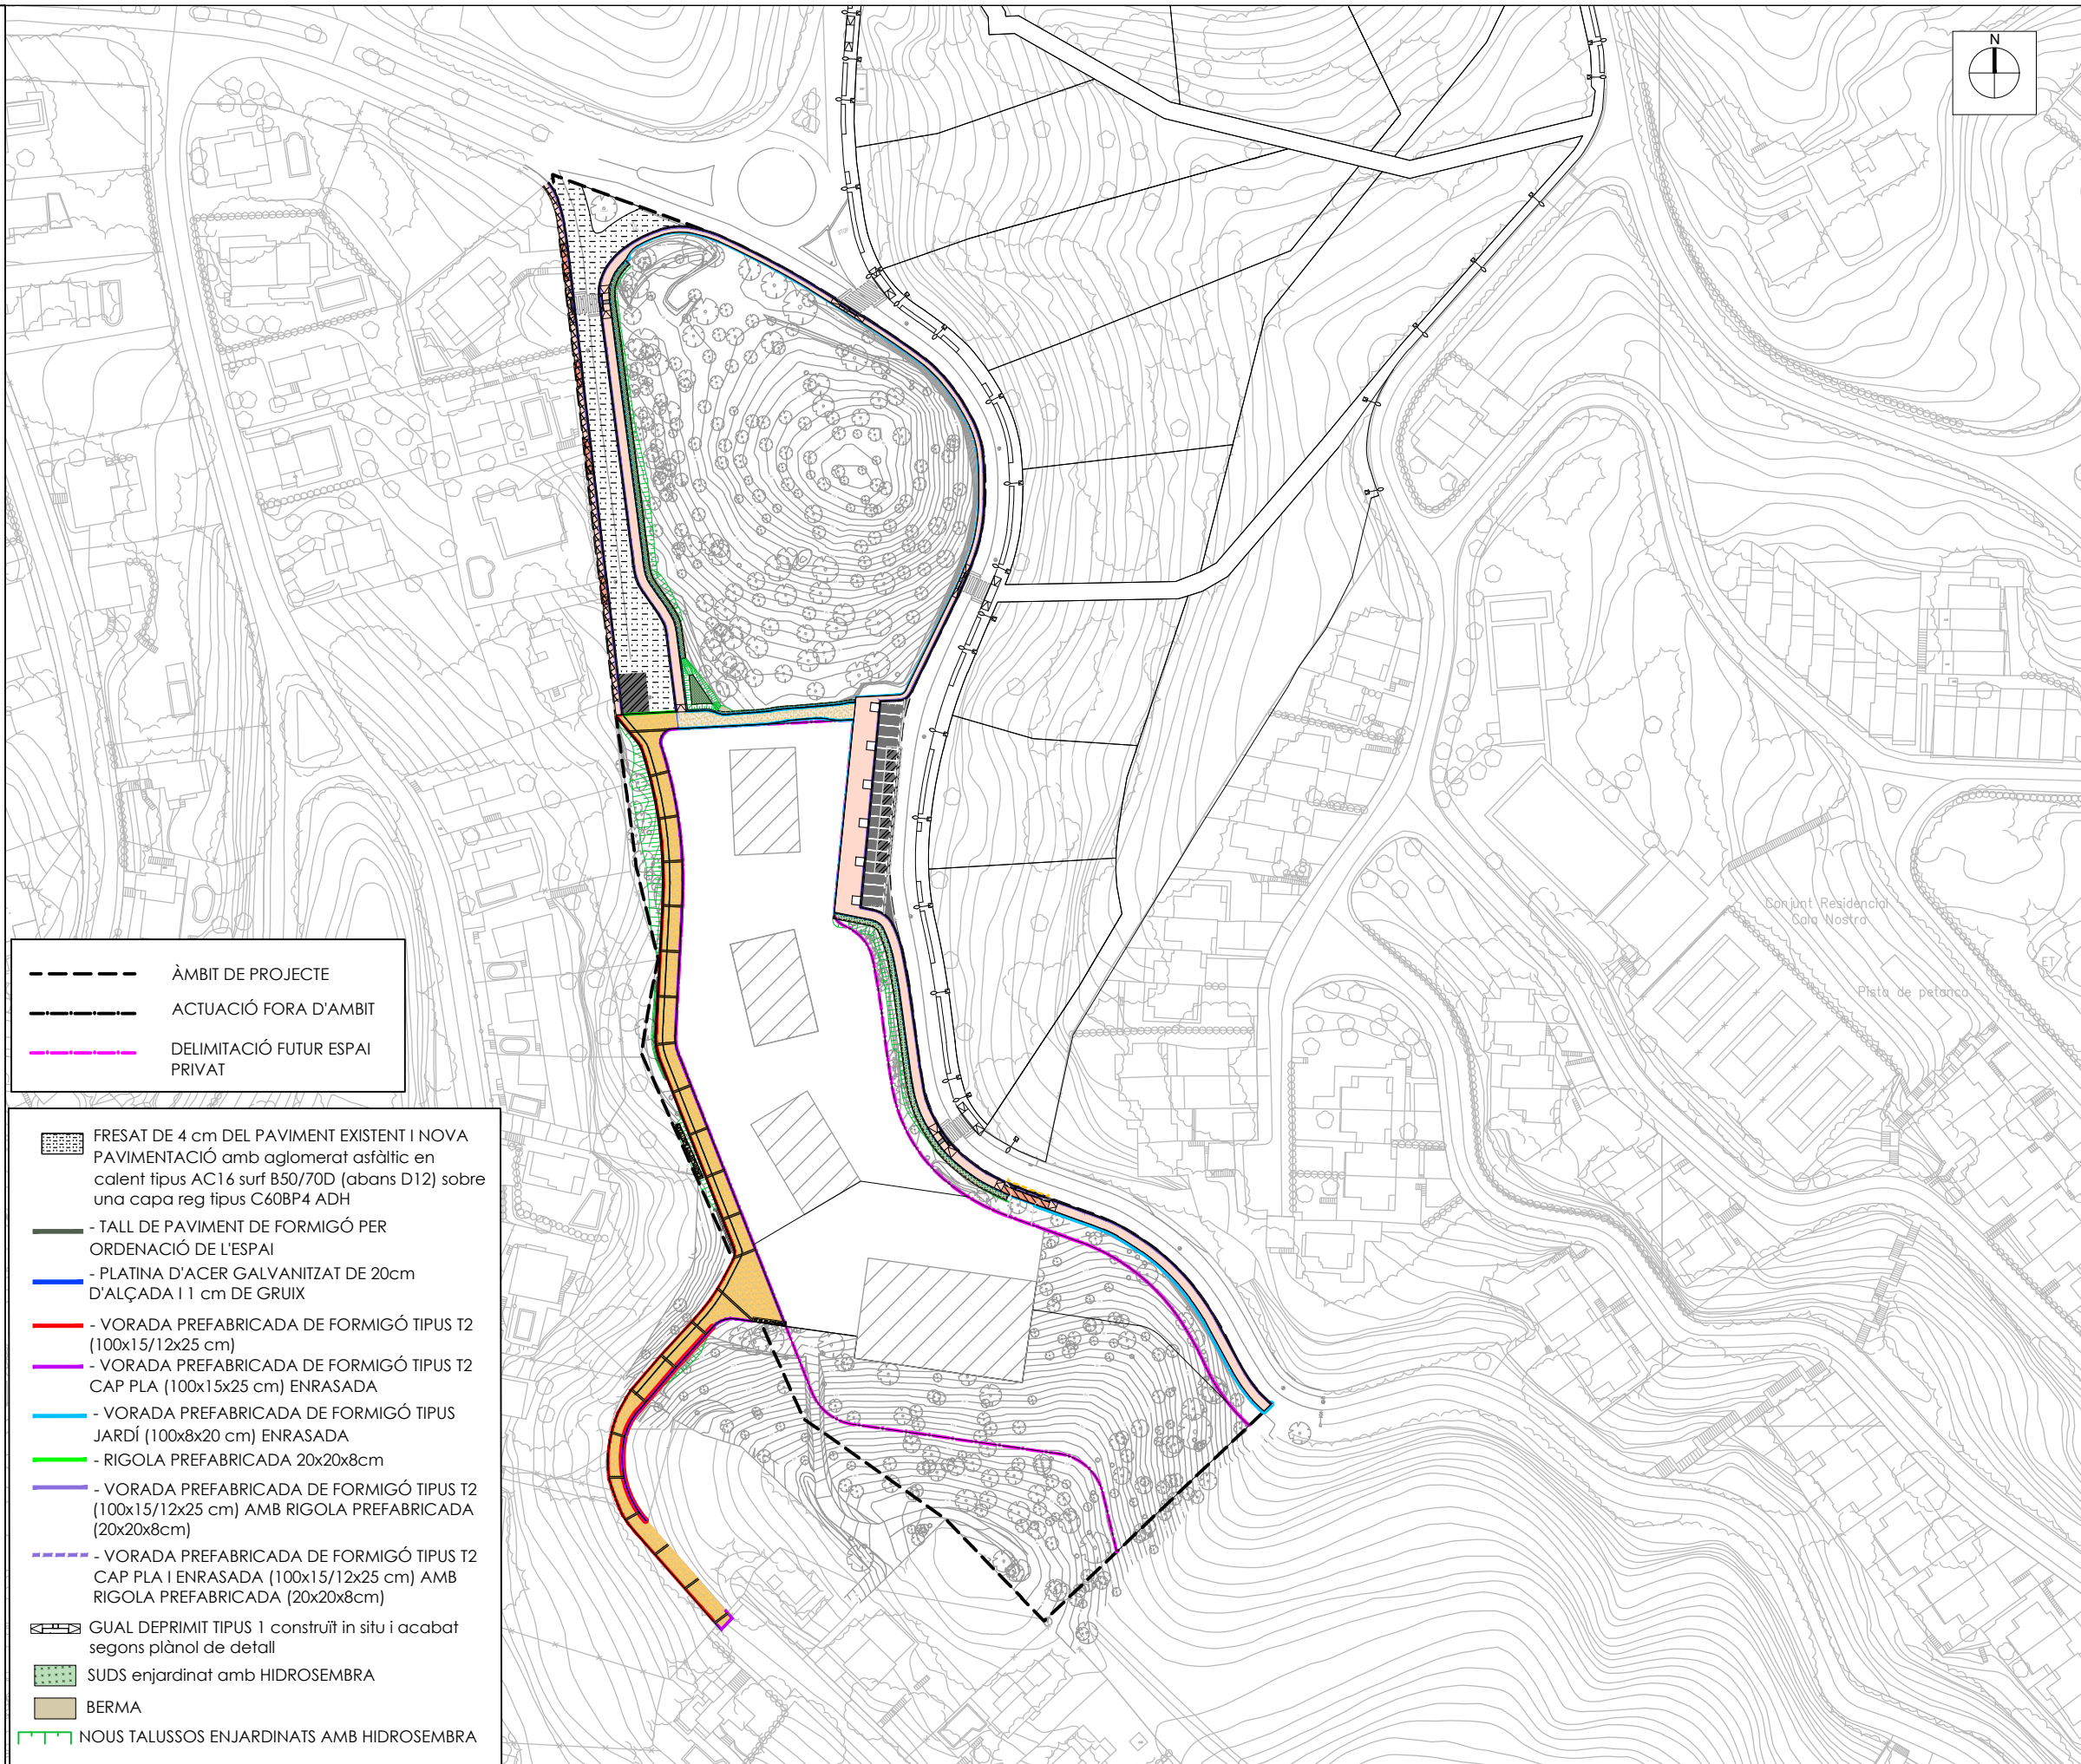 N
STOP
Conjunt Residencial
Cala Nostra
Pista de petanca
ET
ÀMBIT DE PROJECTE
ACTUACIÓ FORA D'AMBIT
DELIMITACIÓ FUTUR ESPAI
PRIVAT
FRESAT DE 4 cm DEL PAVIMENT EXISTENT I NOVA
PAVIMENTACIÓ amb aglomerat asfàltic en
calent tipus AC16 surf B50/70D (abans D12) sobre
una capa reg tipus C60BP4 ADH
- TALL DE PAVIMENT DE FORMIGÓ PER
ORDENACIÓ DE L'ESPAI
- PLATINA D'ACER GALVANITZAT DE 20cm
D'ALÇADA I 1 cm DE GRUIX
- VORADA PREFABRICADA DE FORMIGÓ TIPUS T2
(100x15/12x25 cm)
- VORADA PREFABRICADA DE FORMIGÓ TIPUS T2
CAP PLA (100x15x25 cm) ENRASADA
- VORADA PREFABRICADA DE FORMIGÓ TIPUS
JARDÍ (100x8x20 cm) ENRASADA
- RIGOLA PREFABRICADA 20x20x8cm
- VORADA PREFABRICADA DE FORMIGÓ TIPUS T2
(100x15/12x25 cm) AMB RIGOLA PREFABRICADA
(20x20x8cm)
- VORADA PREFABRICADA DE FORMIGÓ TIPUS T2
CAP PLA I ENRASADA (100x15/12x25 cm) AMB
RIGOLA PREFABRICADA (20x20x8cm)
GUAL DEPRIMIT TIPUS 1 construït in situ i acabat
segons plànol de detall
SUDS enjardinat amb HIDROSEMBRA
BERMA
NOUS TALUSSOS ENJARDINATS AMB HIDROSEMBRA